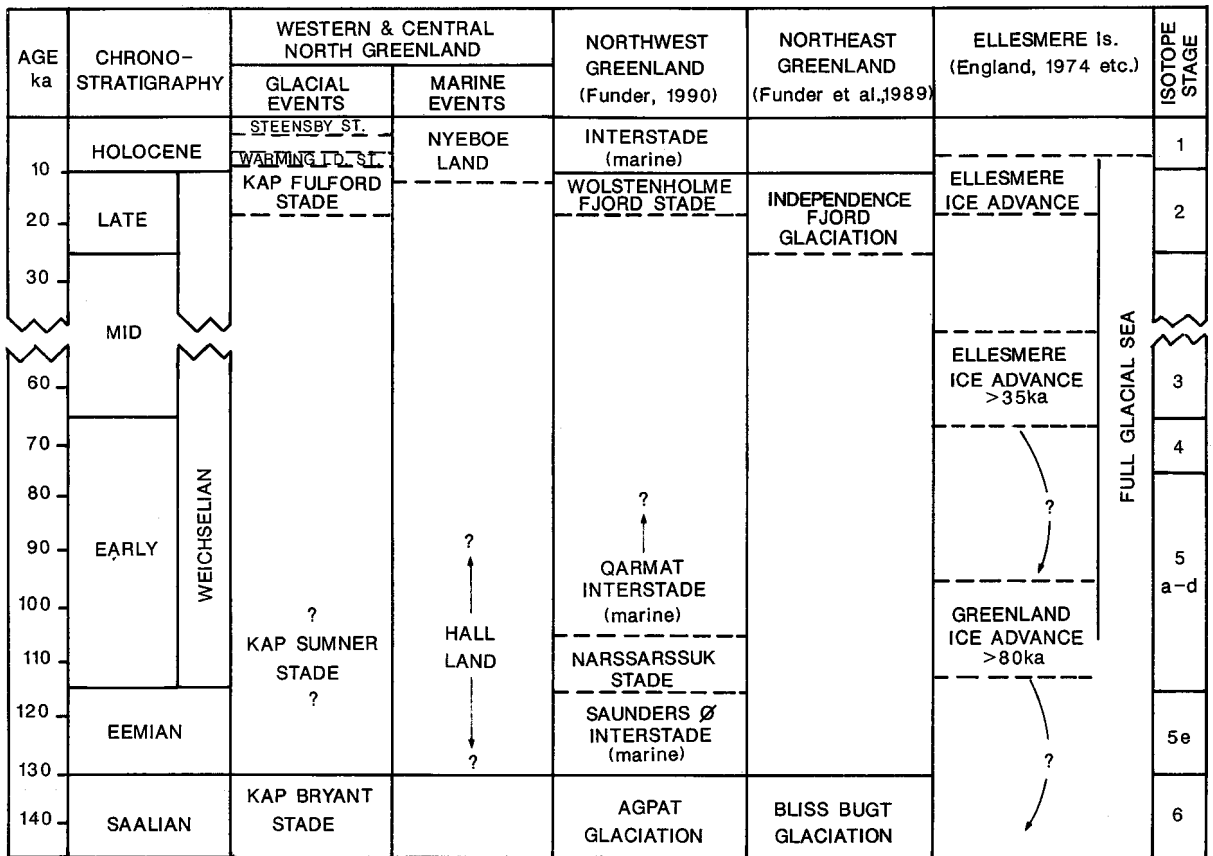 AGE
ka
CHRONO-
STRATIGRAPHY
WESTERN & CENTRAL
NORTH GREENLAND
GLACIAL
EVENTS
MARINE
EVENTS
NORTHWEST
GREENLAND
(Funder, 1990)
NORTHEAST
GREENLAND
(Funder et al.,1989)
ELLESMERE Is.
(England, 1974 etc.)
ISOTOPE
STAGE
10
20
30
60
70
80
90
100
110
120
130
140
HOLOCENE
LATE
MID
EARLY
WEICHSELIAN
EEMIAN
SAALIAN
STEENSBY ST.
WARMING LD. ST.
KAP FULFORD
STADE
?
KAP SUMNER
STADE
?
KAP BRYANT
STADE
NYEBOE
LAND
?
HALL
LAND
?
INTERSTADE
(marine)
WOLSTENHOLME
FJORD STADE
?
QARMAT
INTERSTADE
(marine)
NARSSARSSUK
STADE
SAUNDERS Ø
INTERSTADE
(marine)
AGPAT
GLACIATION
INDEPENDENCE
FJORD
GLACIATION
BLISS BUGT
GLACIATION
ELLESMERE
ICE ADVANCE
ELLESMERE
ICE ADVANCE
>35ka
?
GREENLAND
ICE ADVANCE
>80ka
?
FULL GLACIAL SEA
1
2
3
4
5
a-d
5e
6